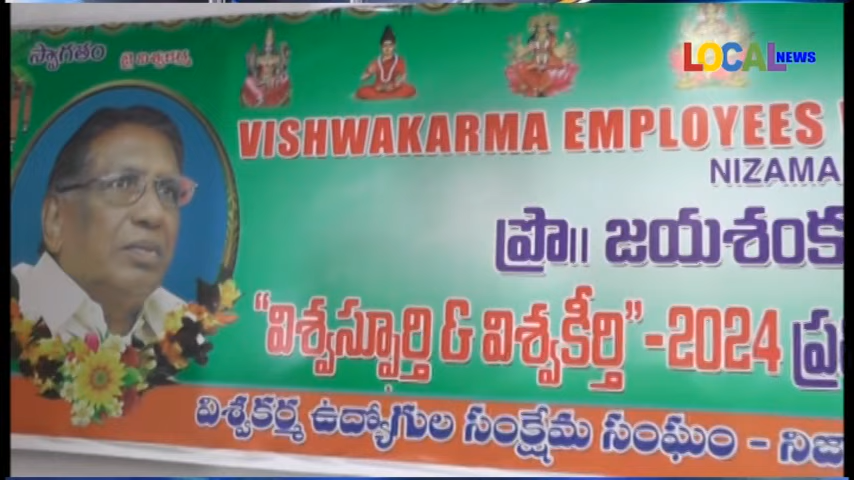 స్వాగతం
LOCAL NEWS
VISHWAKARMA EMPLOYEES
NIZAMA
ప్రొ॥ జయశంక
"విశ్వస్ఫూర్తి & విశ్వకీర్తి"-2024 ప్ర
విశ్వకర్మ ఉద్యోగుల సంక్షేమ సంఘం - నిజా